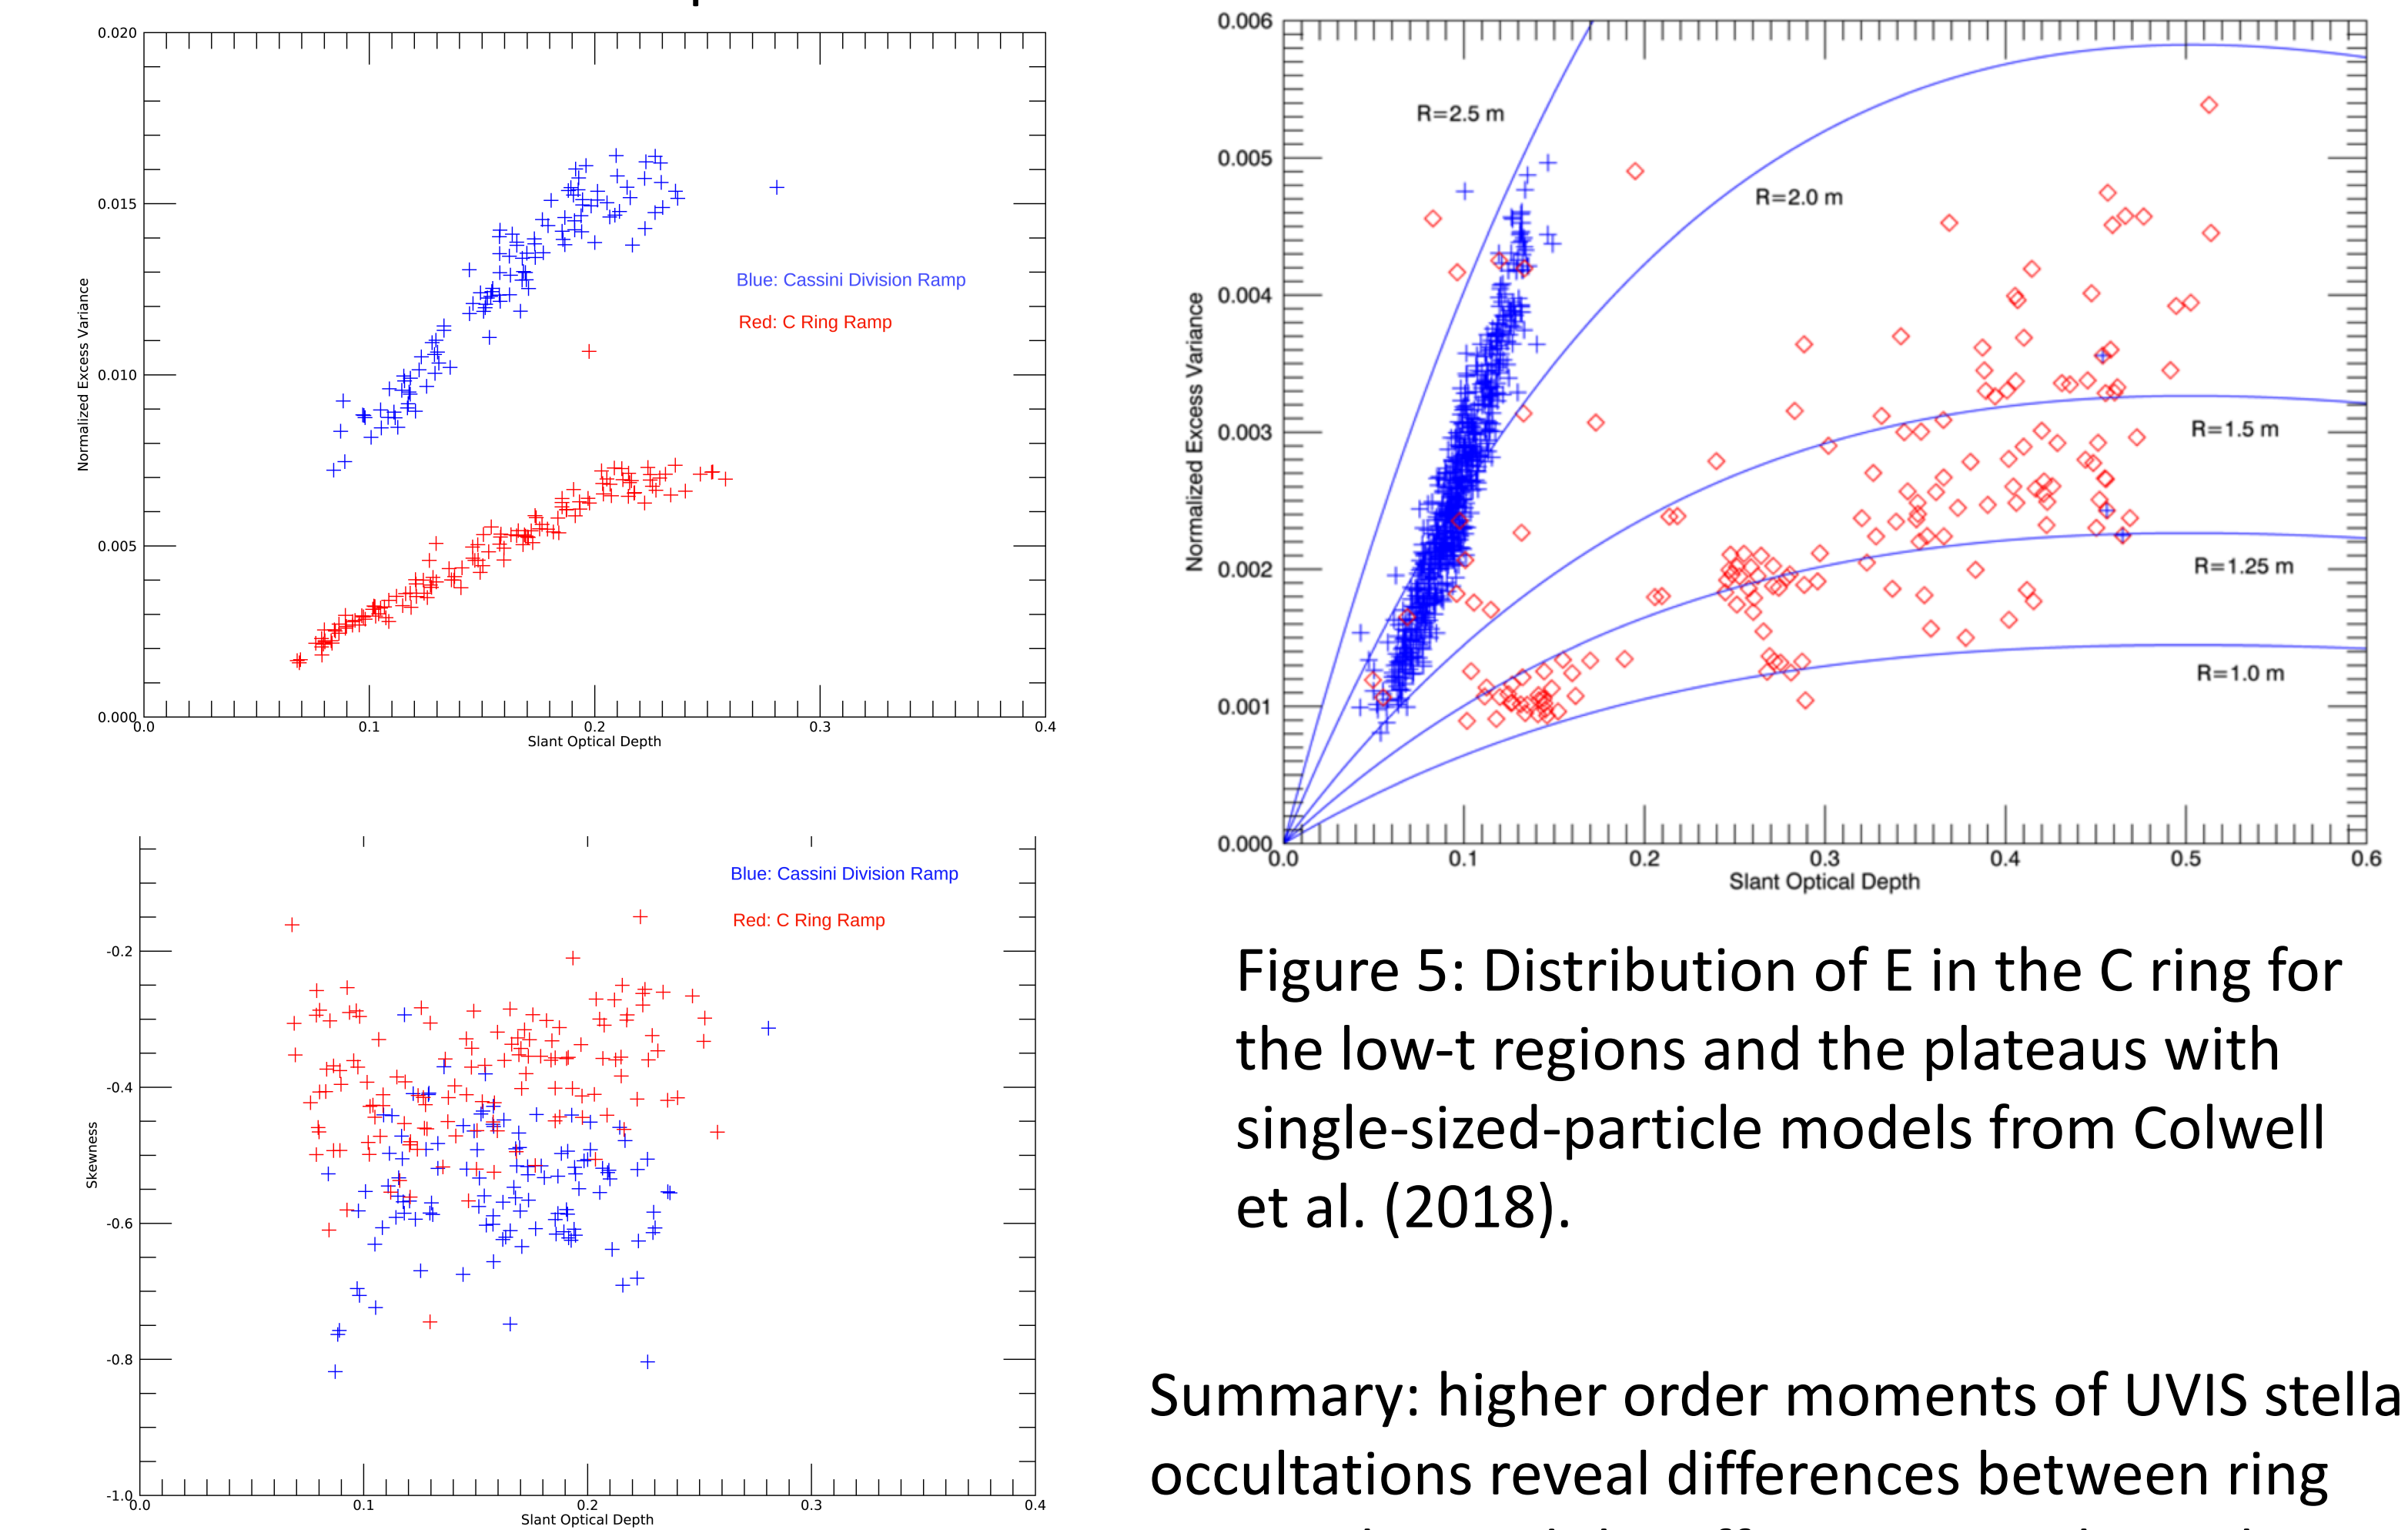 0.020
0.015
0.010
0.005
0.000
Normalized Excess Variance
Blue: Cassini Division Ramp
Red: C Ring Ramp
0.0 0.1 0.2 0.3 0.4
Slant Optical Depth
Blue: Cassini Division Ramp
Red: C Ring Ramp
-0.2
-0.4
-0.6
-0.8
-1.0
Skewness
0.0 0.1 0.2 0.3 0.4
Slant Optical Depth
0.006
0.005
0.004
0.003
0.002
0.001
0.000
Normalized Excess Variance
R=2.5 m
R=2.0 m
R=1.5 m
R=1.25 m
R=1.0 m
0.0 0.1 0.2 0.3 0.4 0.5 0.6
Slant Optical Depth
Figure 5: Distribution of E in the C ring for
the low-t regions and the plateaus with
single-sized-particle models from Colwell
et al. (2018).
Summary: higher order moments of UVIS stella
occultations reveal differences between ring